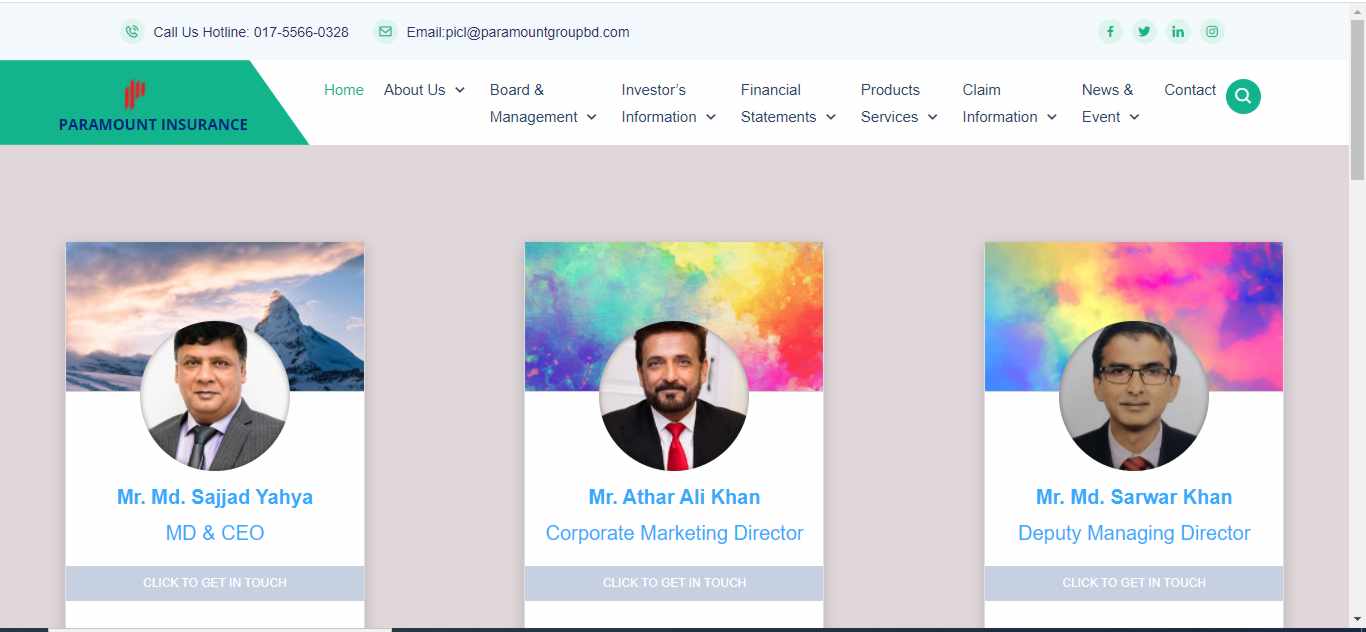 Call Us Hotline: 017-5566-0328
Email:picl@paramountgroupbd.com
PARAMOUNT INSURANCE
Home
About Us
Board &
Management
Investor's
Information
Financial
Statements
Products
Services
Claim
Information
News &
Event
Contact
Mr. Md. Sajjad Yahya
MD & CEO
CLICK TO GET IN TOUCH
Mr. Athar Ali Khan
Corporate Marketing Director
CLICK TO GET IN TOUCH
Mr. Md. Sarwar Khan
Deputy Managing Director
CLICK TO GET IN TOUCH